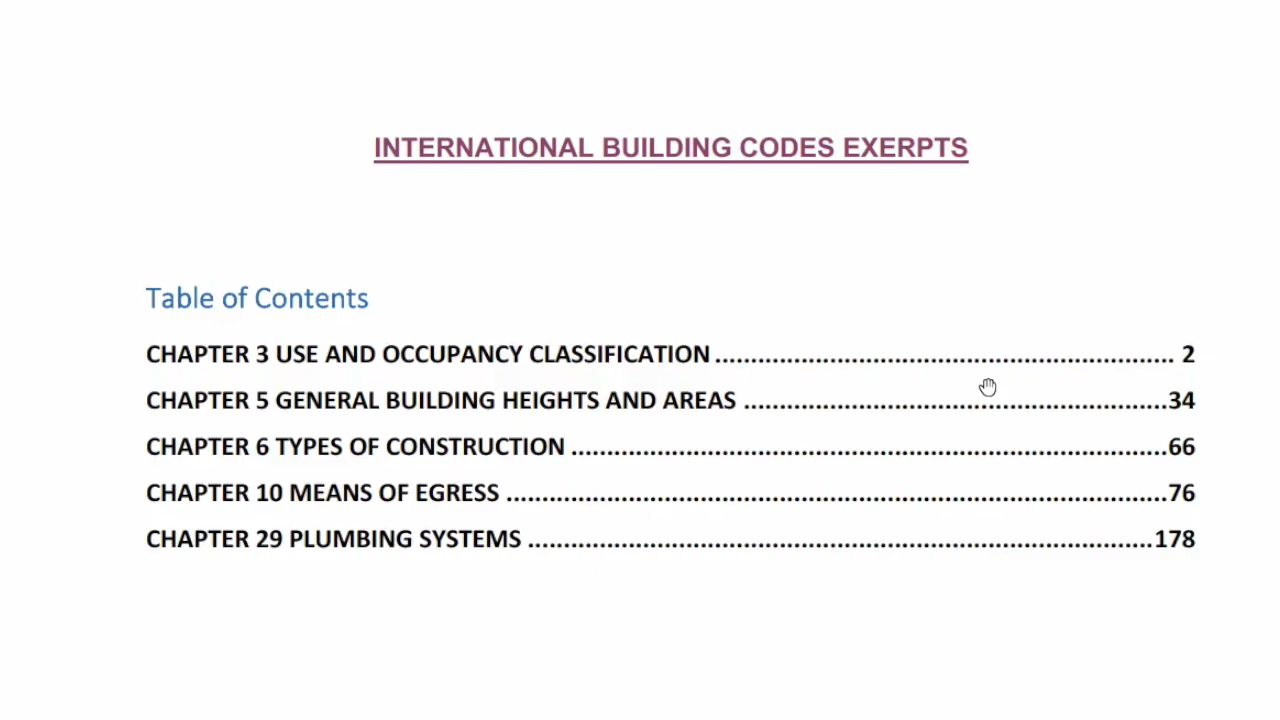 INTERNATIONAL BUILDING CODES EXERPTS
Table of Contents
CHAPTER 3 USE AND OCCUPANCY CLASSIFICATION ................................................................ 2
CHAPTER 5 GENERAL BUILDING HEIGHTS AND AREAS ...........................................................34
CHAPTER 6 TYPES OF CONSTRUCTION ...................................................................................66
CHAPTER 10 MEANS OF EGRESS ............................................................................................76
CHAPTER 29 PLUMBING SYSTEMS .......................................................................................178